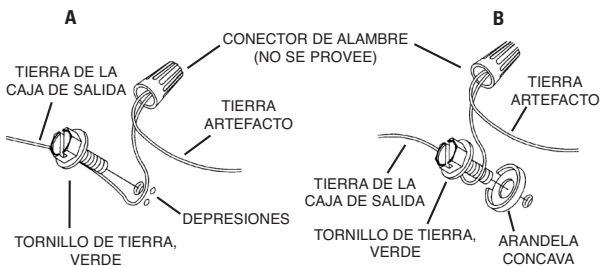 A
B
CONECTOR DE ALAMBRE
(NO SE PROVEE)
TIERRA DE LA
CAJA DE SALIDA
TIERRA
ARTEFACTO
DEPRESIONES
TORNILLO DE TIERRA,
VERDE
TIERRA
ARTEFACTO
TIERRA DE LA
CAJA DE SALIDA
TORNILLO DE TIERRA,
VERDE
ARANDELA
CONCAVA